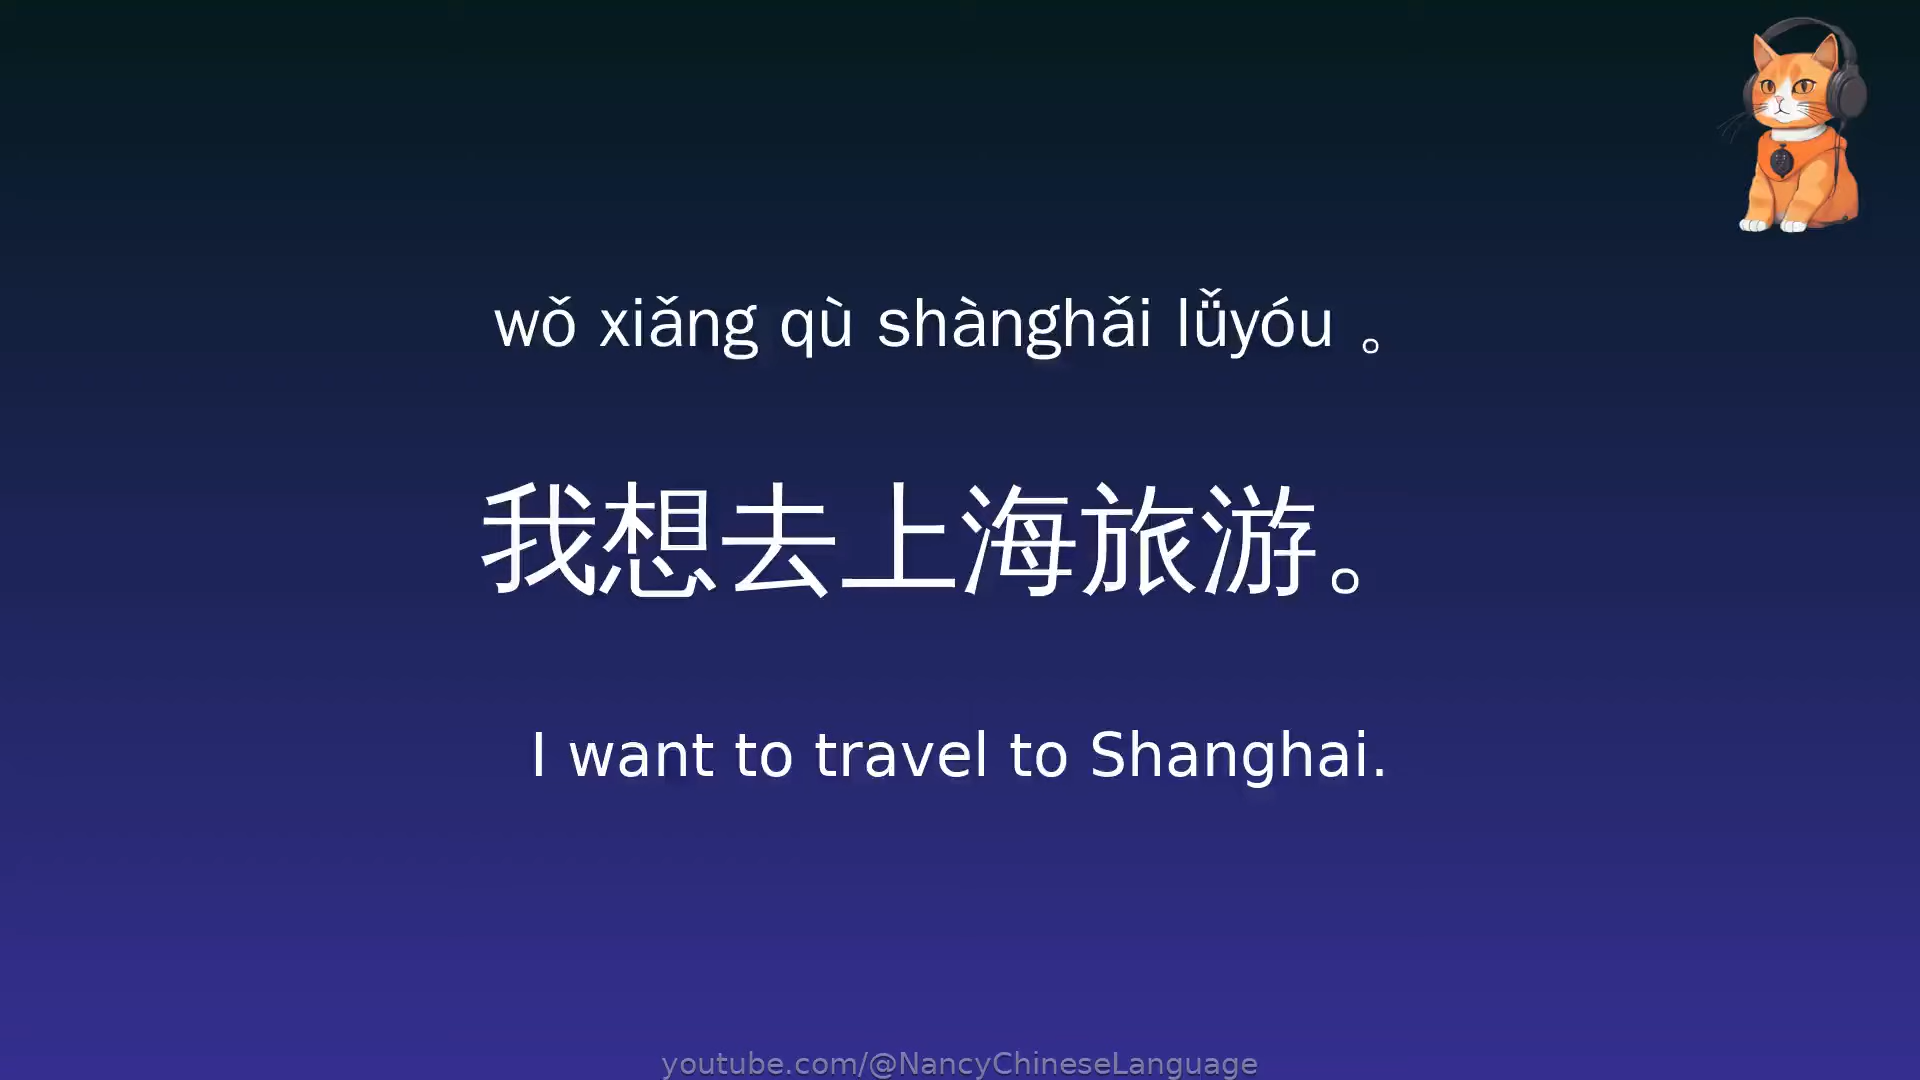 wǒ xiǎng qù shànghǎi lǚyóu 。
我想去上海旅游。
I want to travel to Shanghai.
youtube.com/@NancyChineseLanguage